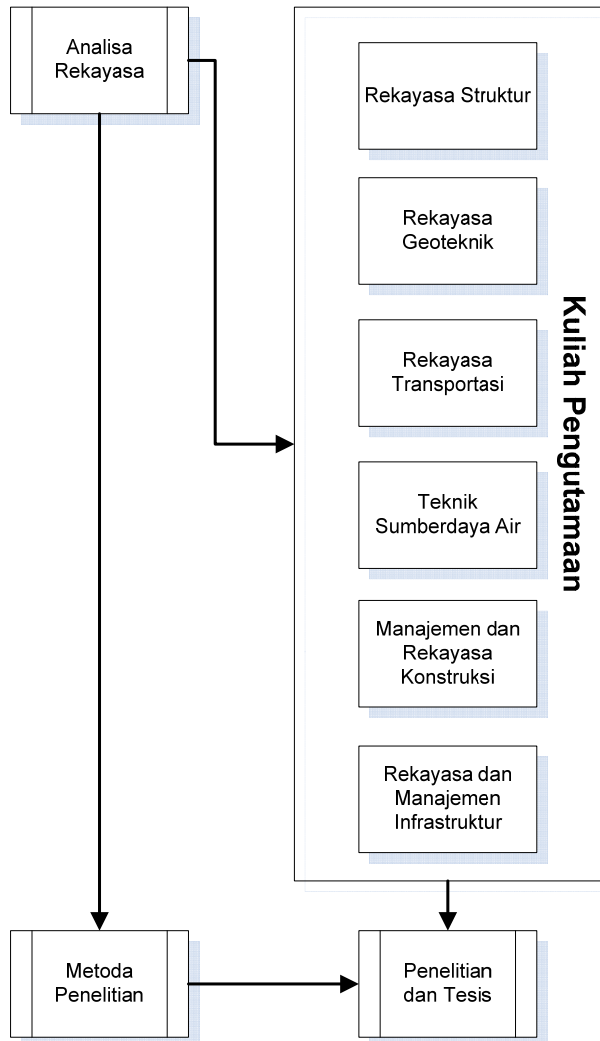 Analisa
Rekayasa
Rekayasa Struktur
Rekayasa
Geoteknik
Rekayasa
Transportasi
Teknik
Sumberdaya Air
Manajemen dan
Rekayasa
Konstruksi
Rekayasa dan
Manajemen
Infrastruktur
Kuliah Pengutamaan
Metoda
Penelitian
Penelitian
dan Tesis